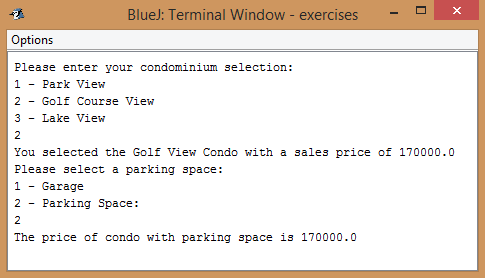 BlueJ: Terminal Window - exercises
Options
Please enter your condominium selection:
1 - Park View
2 - Golf Course View
3 - Lake View
2
You selected the Golf View Condo with a sales price of 170000.0
Please select a parking space:
1 - Garage
2 - Parking Space:
2
The price of condo with parking space is 170000.0